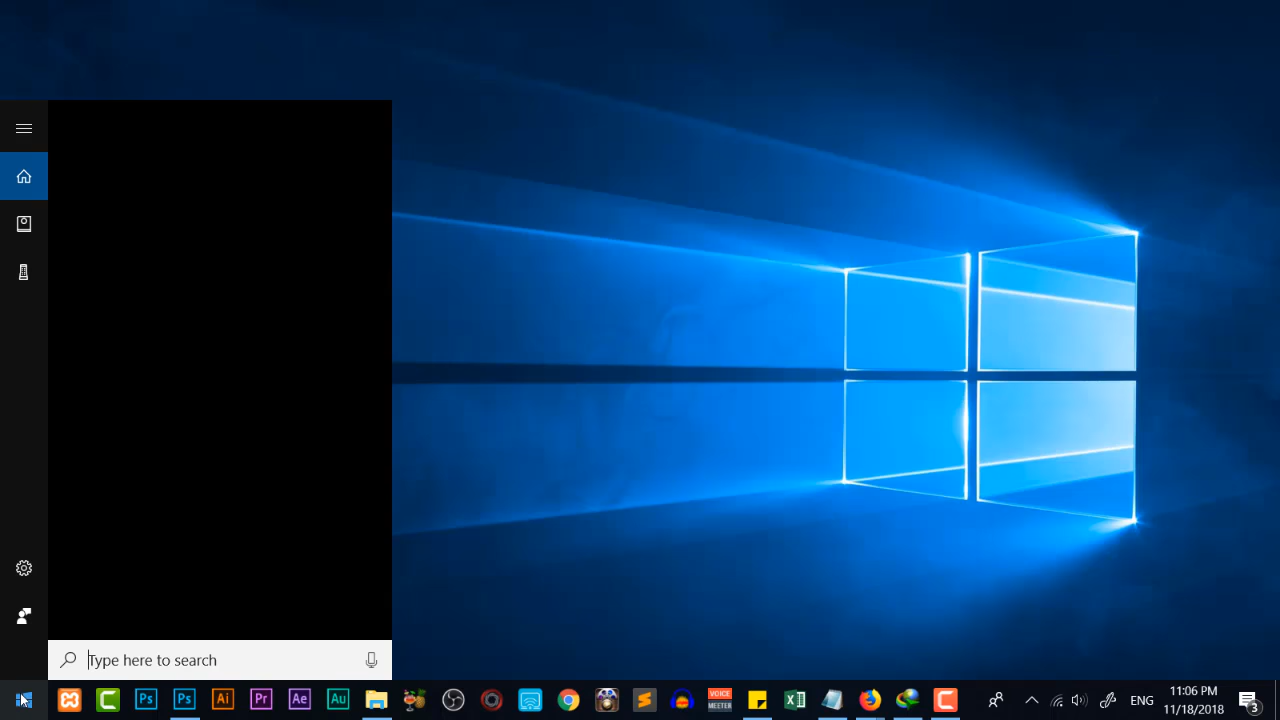 Type here to search
Ps
Ps
Ai
Pr
Ae
Au
VOICE
MEETER
ENG
11:06 PM
11/18/2018
3